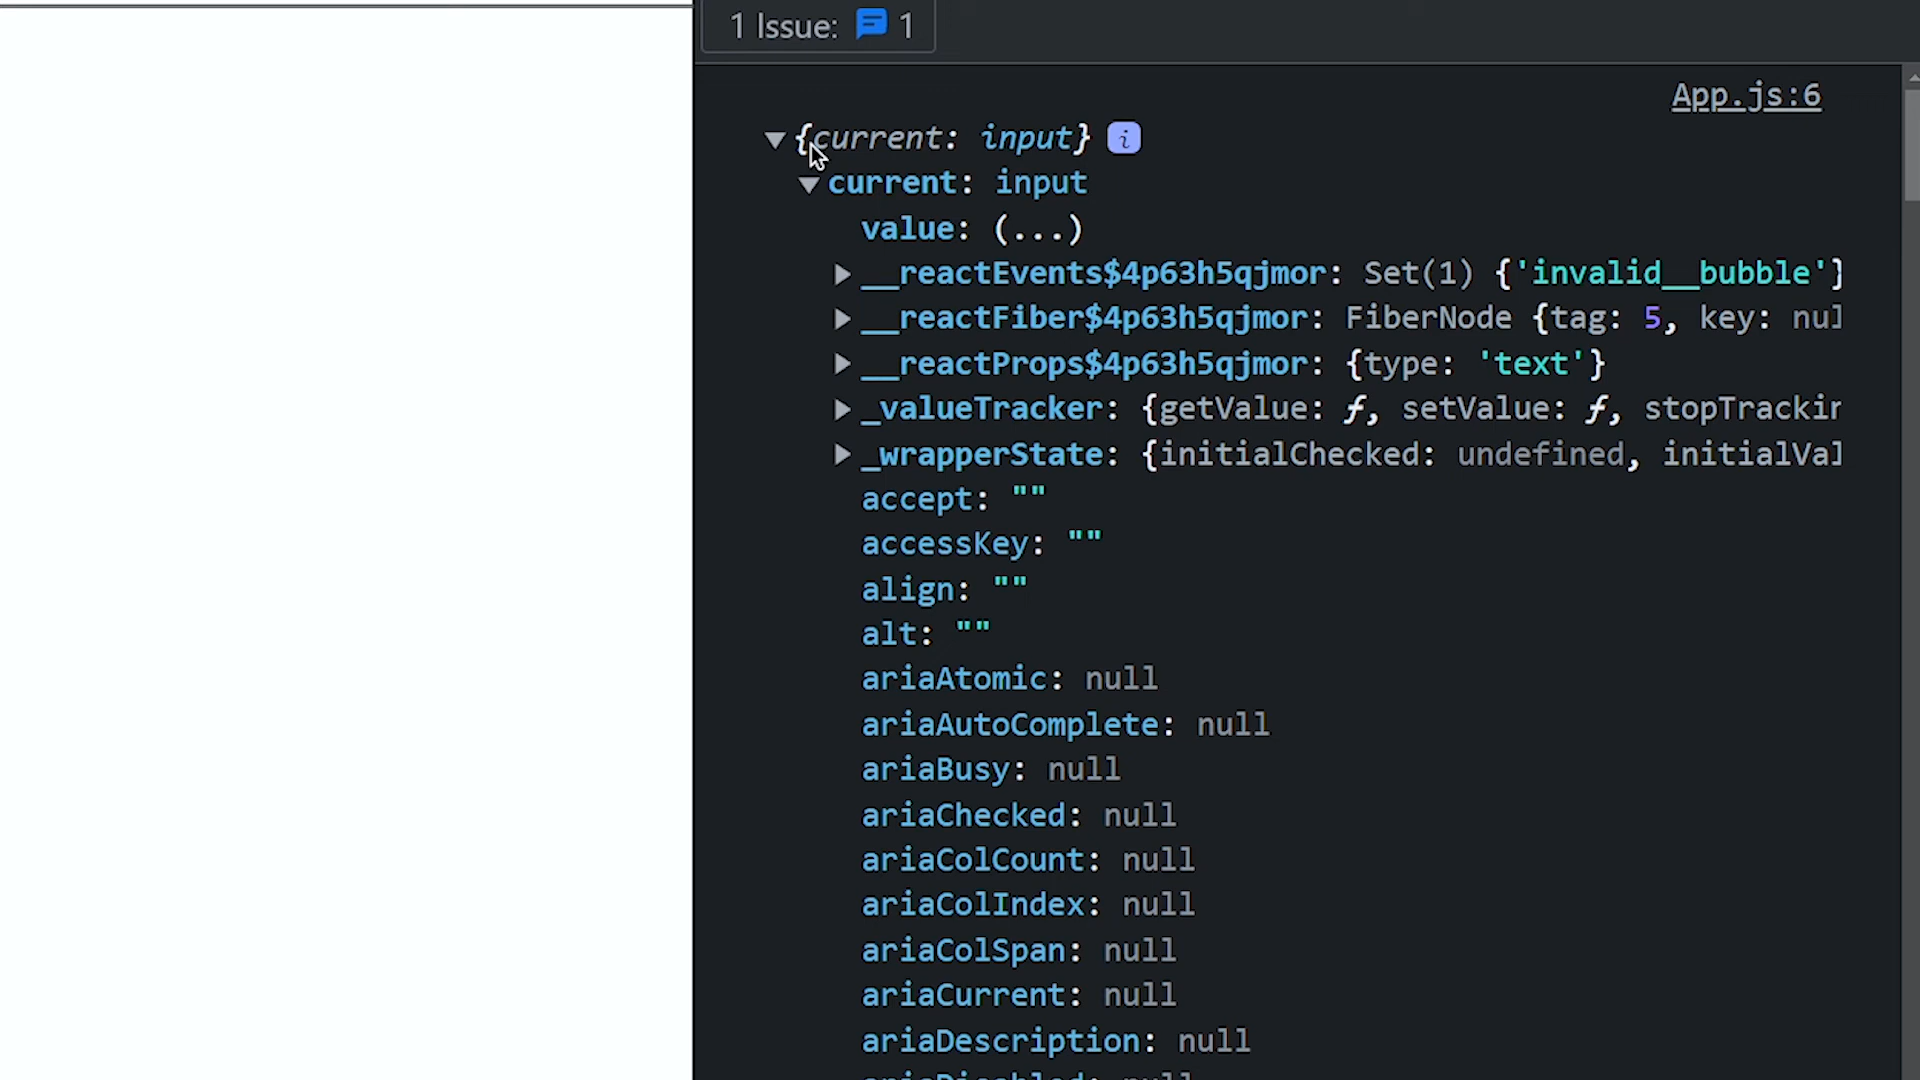 1 Issue: 1
App.js:6
{current: input} i
current: input
value: (...)
__reactEvents$4p63h5qjmor: Set(1) {'invalid__bubble'}
__reactFiber$4p63h5qjmor: FiberNode {tag: 5, key: nul
__reactProps$4p63h5qjmor: {type: 'text'}
_valueTracker: {getValue: ƒ, setValue: ƒ, stopTrackin
_wrapperState: {initialChecked: undefined, initialVal
accept: ""
accessKey: ""
align: ""
alt: ""
ariaAtomic: null
ariaAutoComplete: null
ariaBusy: null
ariaChecked: null
ariaColCount: null
ariaColIndex: null
ariaColSpan: null
ariaCurrent: null
ariaDescription: null